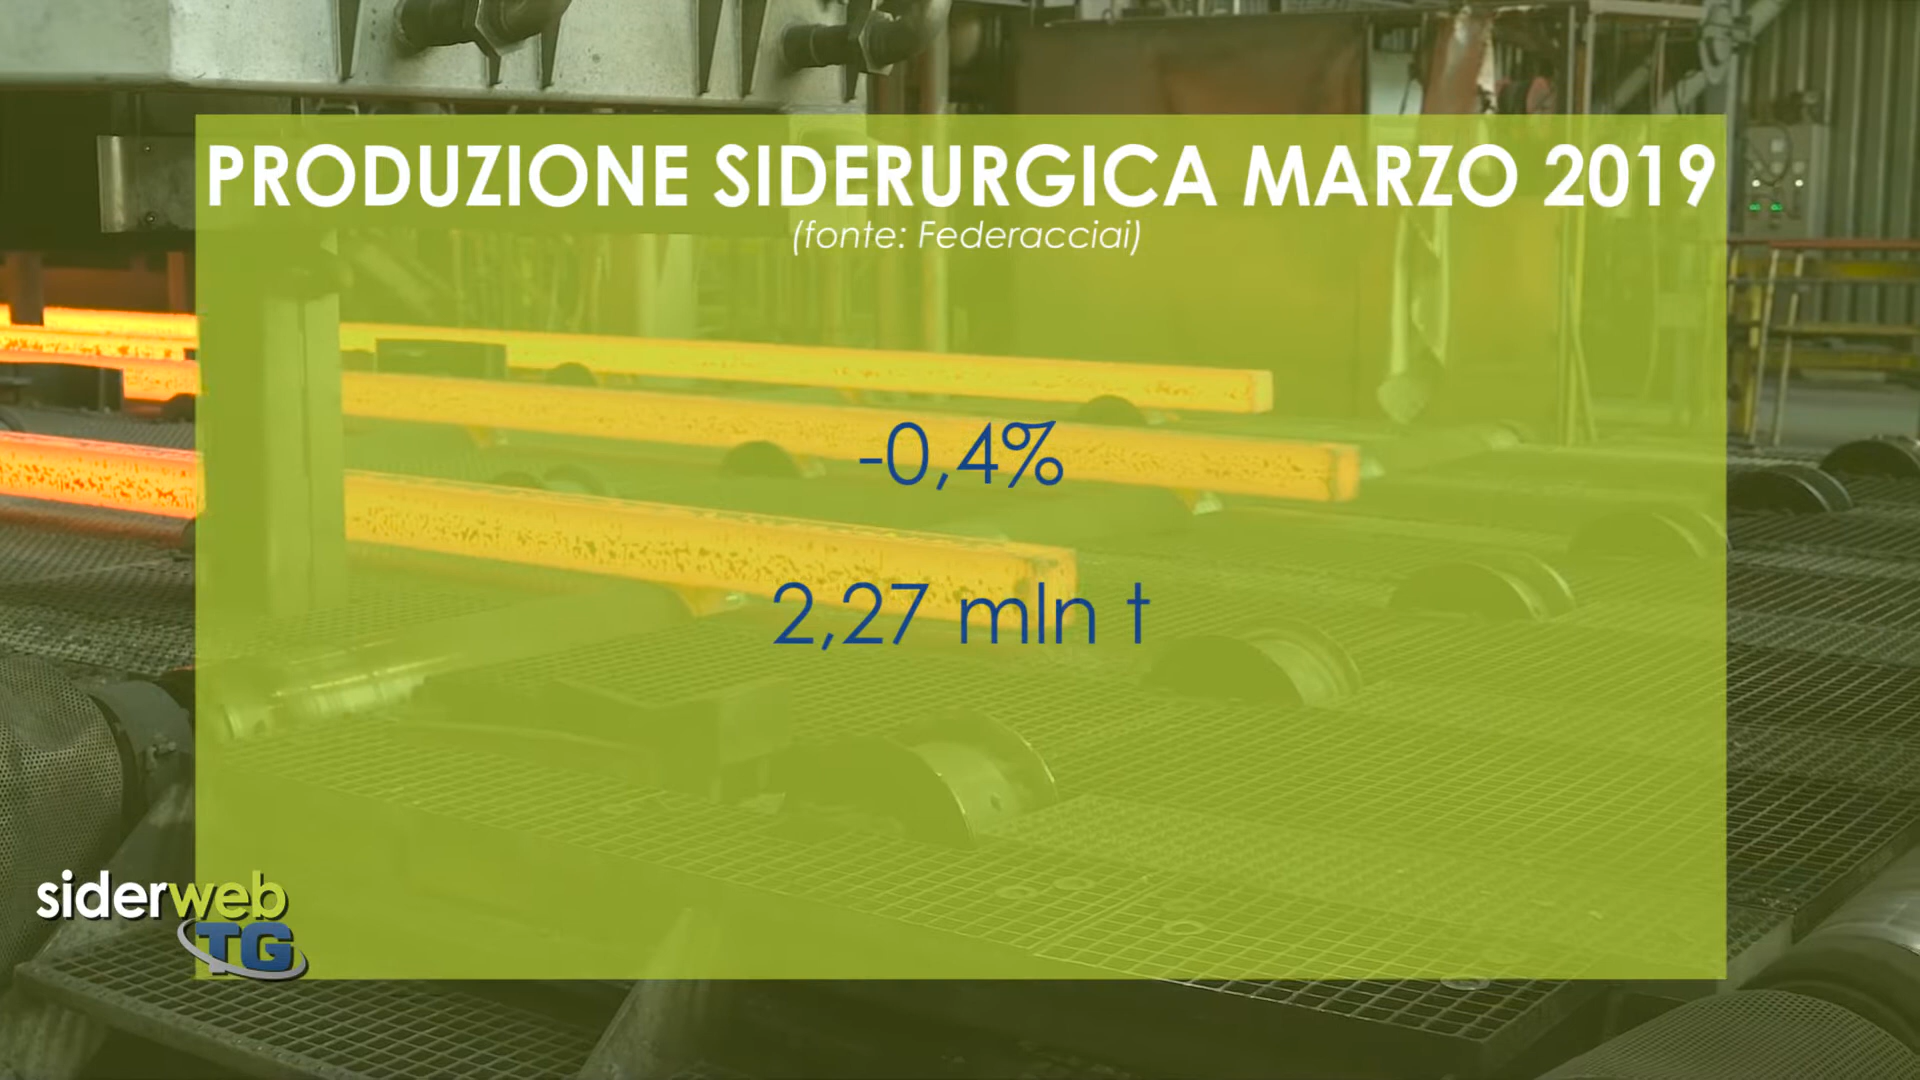 PRODUZIONE SIDERURGICA MARZO 2019
(fonte: Federacciai)
-0,4%
2,27 mln t
siderweb
TG